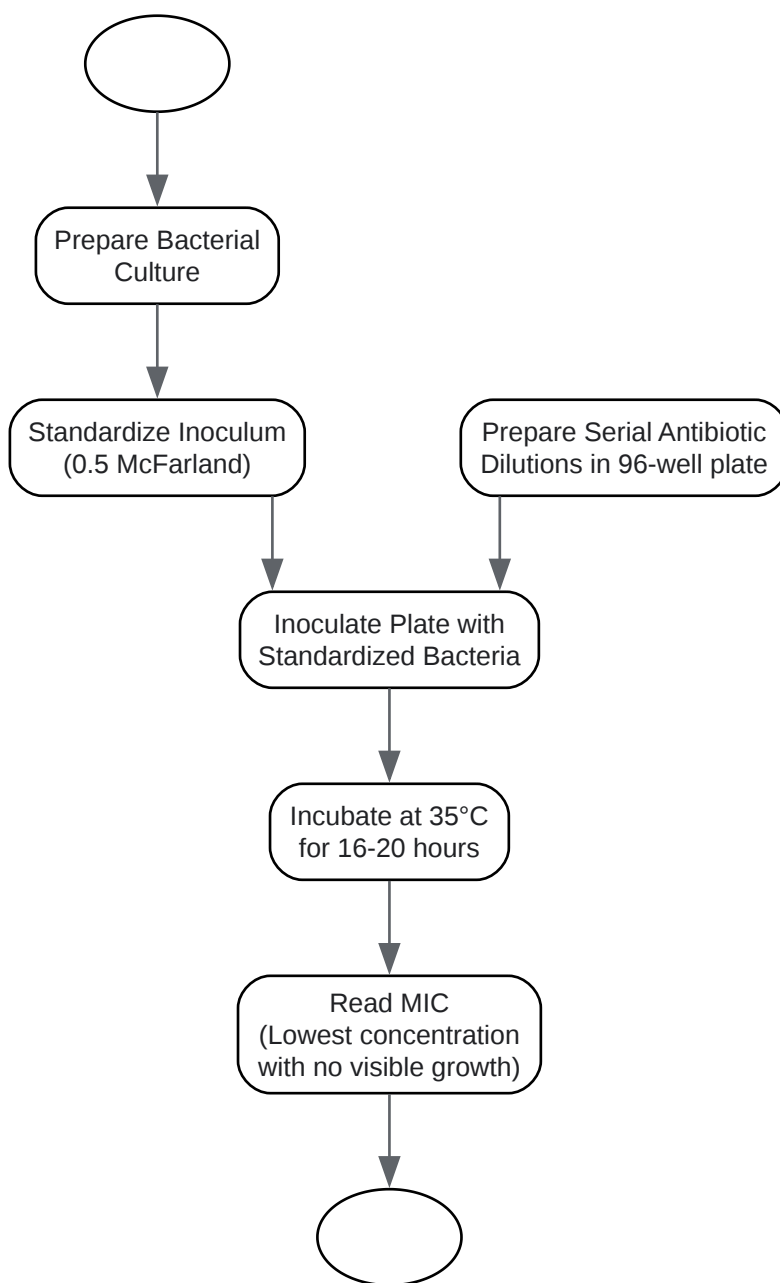 Prepare Bacterial
Culture
Standardize Inoculum
(0.5 McFarland)
Prepare Serial Antibiotic
Dilutions in 96-well plate
Inoculate Plate with
Standardized Bacteria
Incubate at 35°C
for 16-20 hours
Read MIC
(Lowest concentration
with no visible growth)